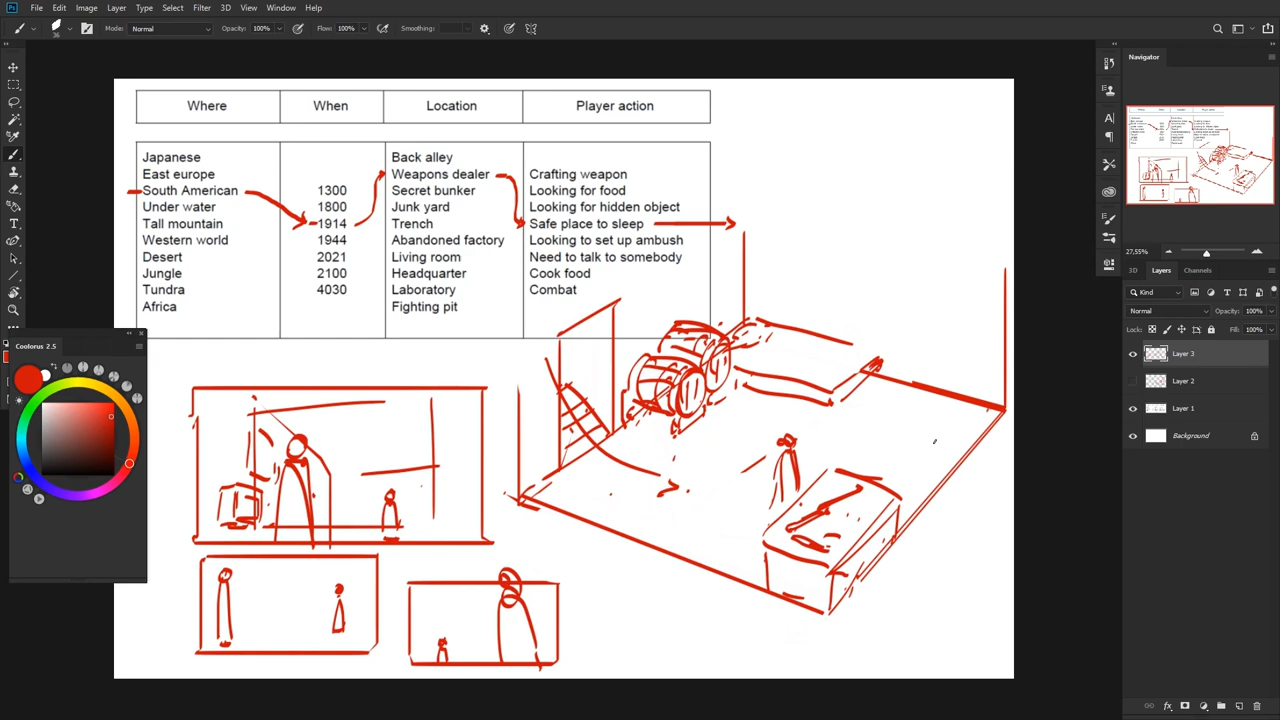 File Edit Image Layer Type Select Filter 3D View Window Help
Mode: Normal Opacity: 100% Flow: 100% Smoothing:
Navigator
Where When Location Player action
Japanese Back alley
East europe Weapons dealer Crafting weapon
South American 1300 Secret bunker Looking for food
Under water 1800 Junk yard Looking for hidden object
Tall mountain 1914 Trench Safe place to sleep
Western world 1944 Abandoned factory Looking to set up ambush
Desert 2021 Living room Need to talk to somebody
Jungle 2100 Headquarter Cook food
Tundra 4030 Laboratory Combat
Africa Fighting pit
27,55%
3D Layers Channels
Kind
Normal Opacity: 100%
Lock: Fill: 100%
Layer 3
Layer 2
Layer 1
Background
Coolorus 2.5